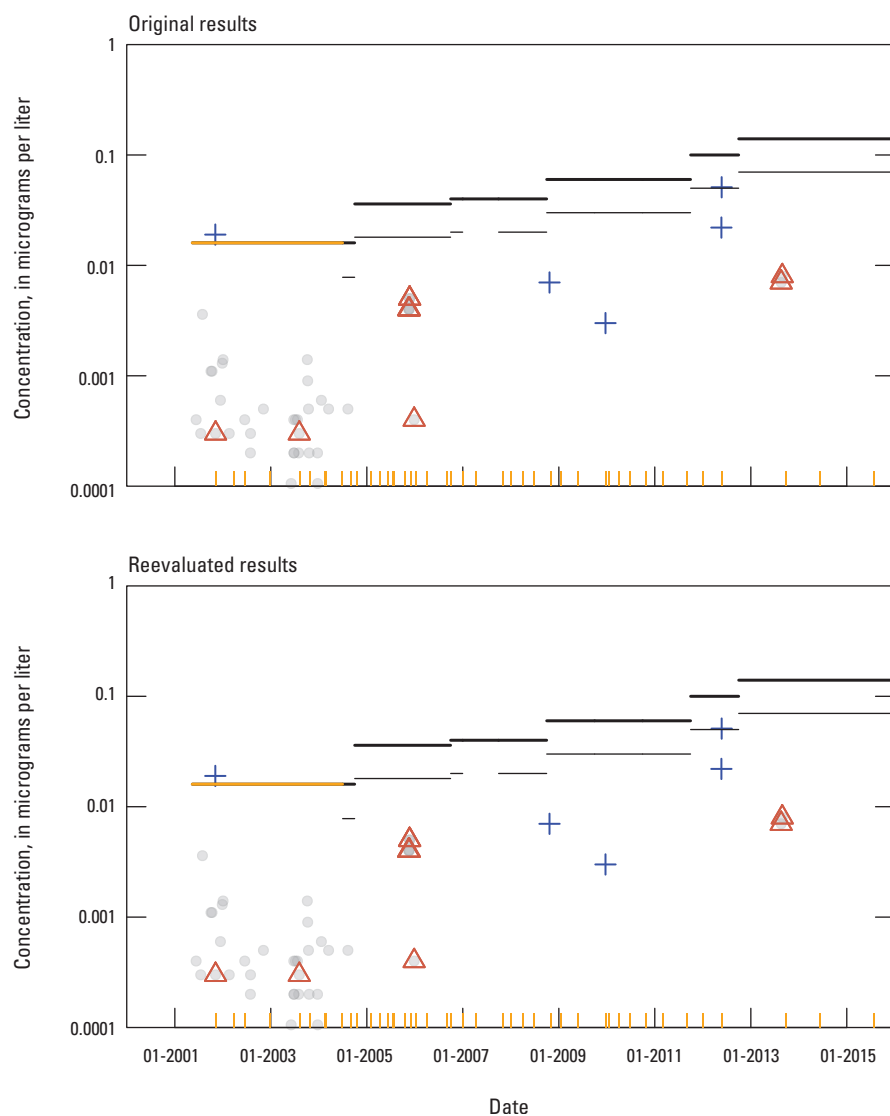 Original results
Concentration, in micrograms per liter
1
0.1
0.01
0.001
0.0001
Reevaluated results
Concentration, in micrograms per liter
1
0.1
0.01
0.001
0.0001
01-2001 01-2003 01-2005 01-2007 01-2009 01-2011 01-2013 01-2015
Date